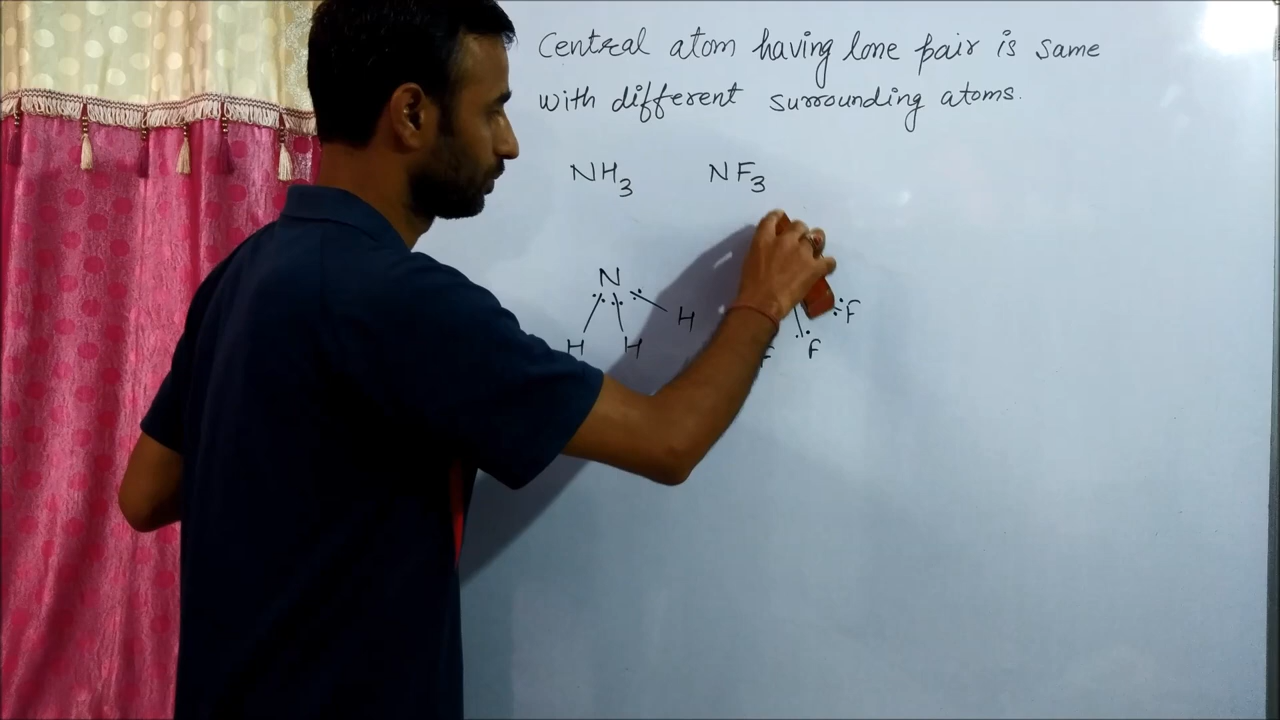 Central atom having lone pair is same
with different surrounding atoms.
NH3 NF3
N
H F
H H F F